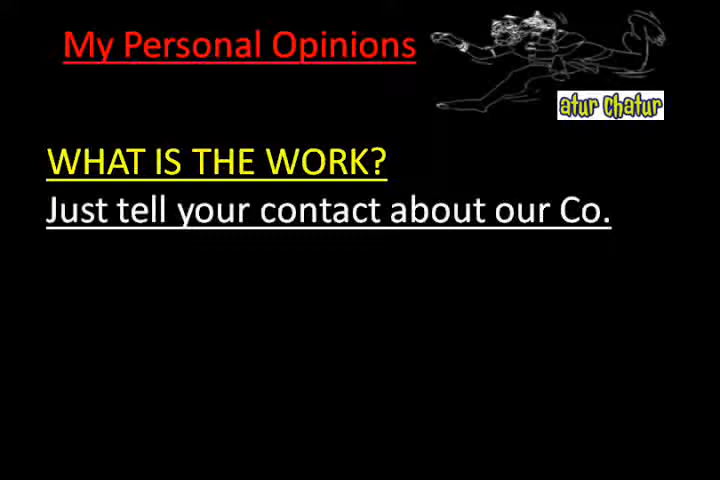 My Personal Opinions
atur Chatur
WHAT IS THE WORK?
Just tell your contact about our Co.